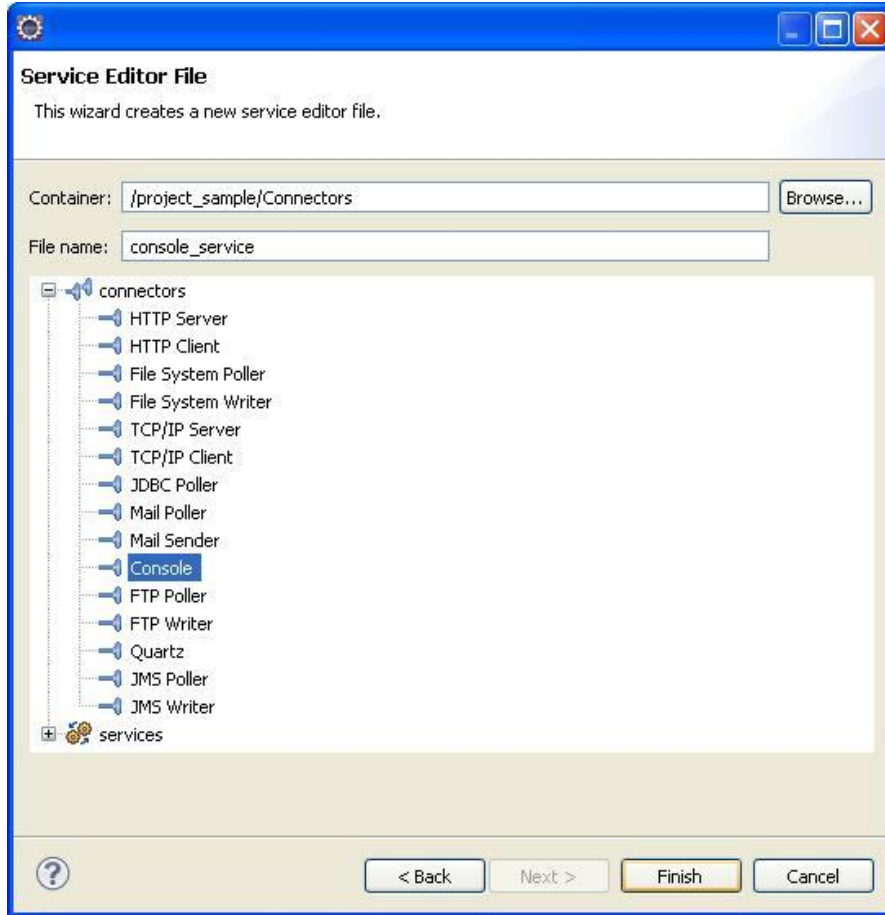 Service Editor File
This wizard creates a new service editor file.
Container: /project_sample/Connectors Browse...
File name: console_service
connectors
HTTP Server
HTTP Client
File System Poller
File System Writer
TCP/IP Server
TCP/IP Client
JDBC Poller
Mail Poller
Mail Sender
Console
FTP Poller
FTP Writer
Quartz
JMS Poller
JMS Writer
services
? < Back Next > Finish Cancel